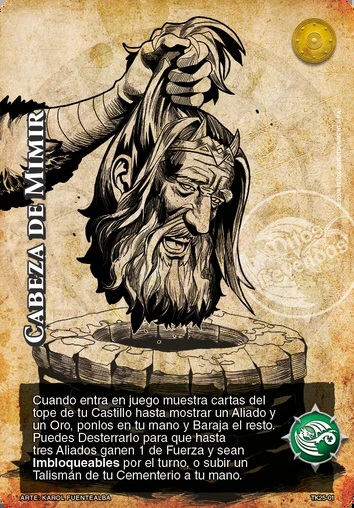 CABEZA DE MIMIR
Cuando entra en juego muestra cartas del
tope de tu Castillo hasta mostrar un Aliado y
un Oro, ponlos en tu mano y Baraja el resto.
Puedes Desterrarlo para que hasta
tres Aliados ganen 1 de Fuerza y sean
Imbloqueables por el turno, o subir un
Talismán de tu Cementerio a tu mano.
ARTE: KAROL FUENTEALBA
TK25-01